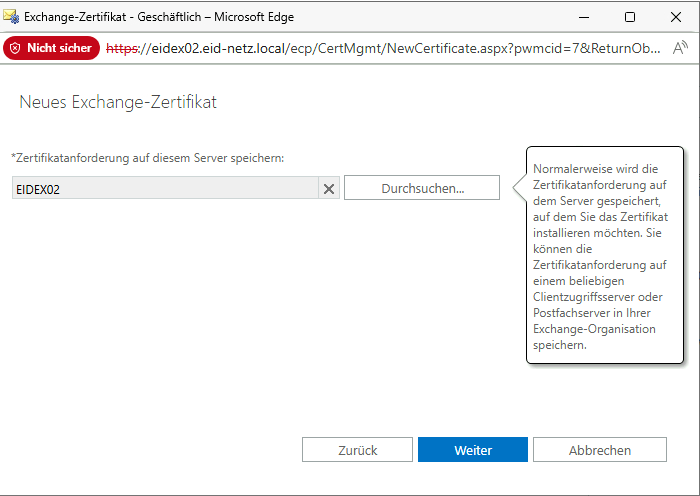 Exchange-Zertifikat - Geschäftlich – Microsoft Edge
Nicht sicher
https://eidex02.eid-netz.local/ecp/CertMgmt/NewCertificate.aspx?pwmcid=7&ReturnOb...
Neues Exchange-Zertifikat
*Zertifikatanforderung auf diesem Server speichern:
EIDEX02
Durchsuchen...
Normalerweise wird die
Zertifikatanforderung auf
dem Server gespeichert,
auf dem Sie das Zertifikat
installieren möchten. Sie
können die
Zertifikatanforderung auf
einem beliebigen
Clientzugriffsserver oder
Postfachserver in Ihrer
Exchange-Organisation
speichern.
Zurück
Weiter
Abbrechen